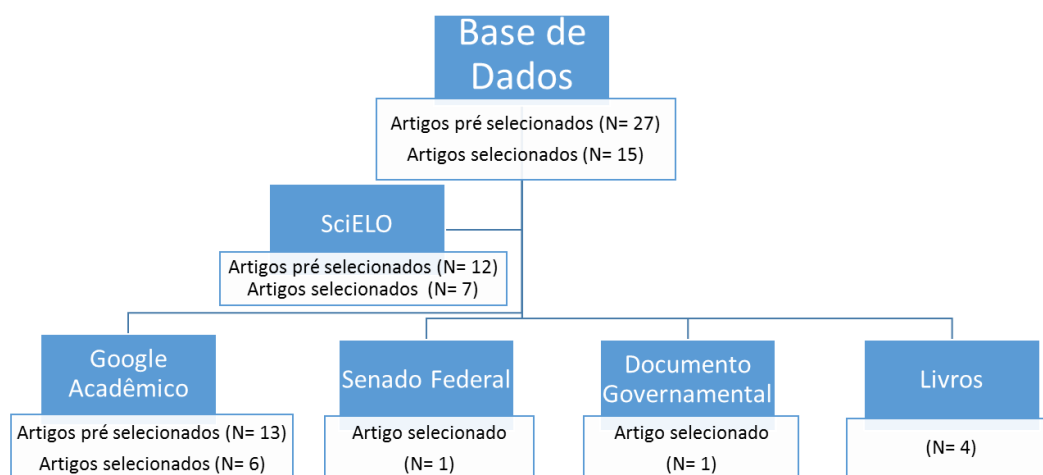 Base de
Dados
Artigos pré selecionados (N= 27)
Artigos selecionados (N= 15)
SciELO
Artigos pré selecionados (N= 12)
Artigos selecionados (N= 7)
Google
Acadêmico
Artigos pré selecionados (N= 13)
Artigos selecionados (N= 6)
Senado Federal
Artigo selecionado
(N= 1)
Documento
Governamental
Artigo selecionado
(N= 1)
Livros
(N= 4)